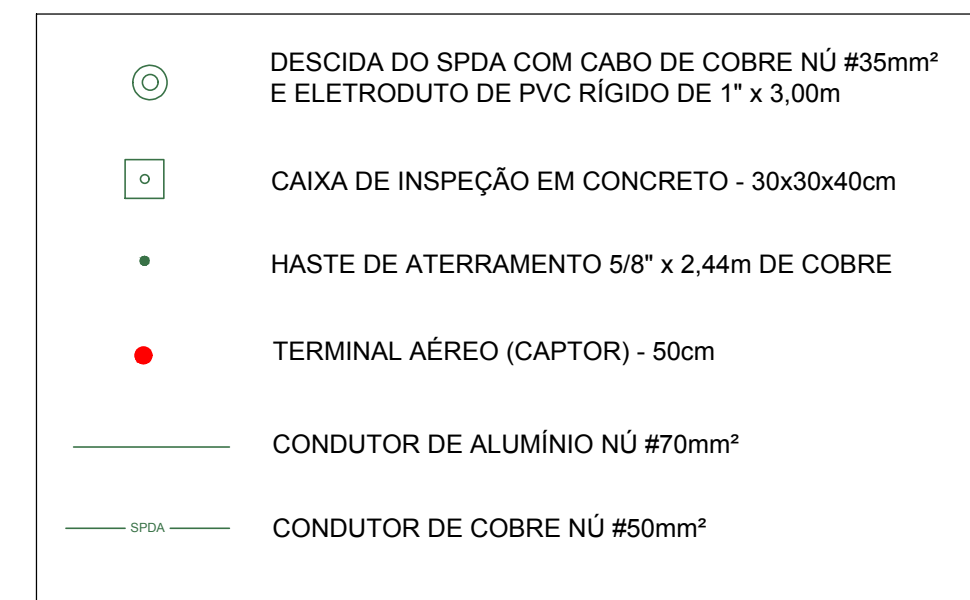 DESCIDA DO SPDA COM CABO DE COBRE NÚ #35mm²
E ELETRODUTO DE PVC RÍGIDO DE 1" x 3,00m
CAIXA DE INSPEÇÃO EM CONCRETO - 30x30x40cm
HASTE DE ATERRAMENTO 5/8" x 2,44m DE COBRE
TERMINAL AÉREO (CAPTOR) - 50cm
CONDUTOR DE ALUMÍNIO NÚ #70mm²
SPDA CONDUTOR DE COBRE NÚ #50mm²